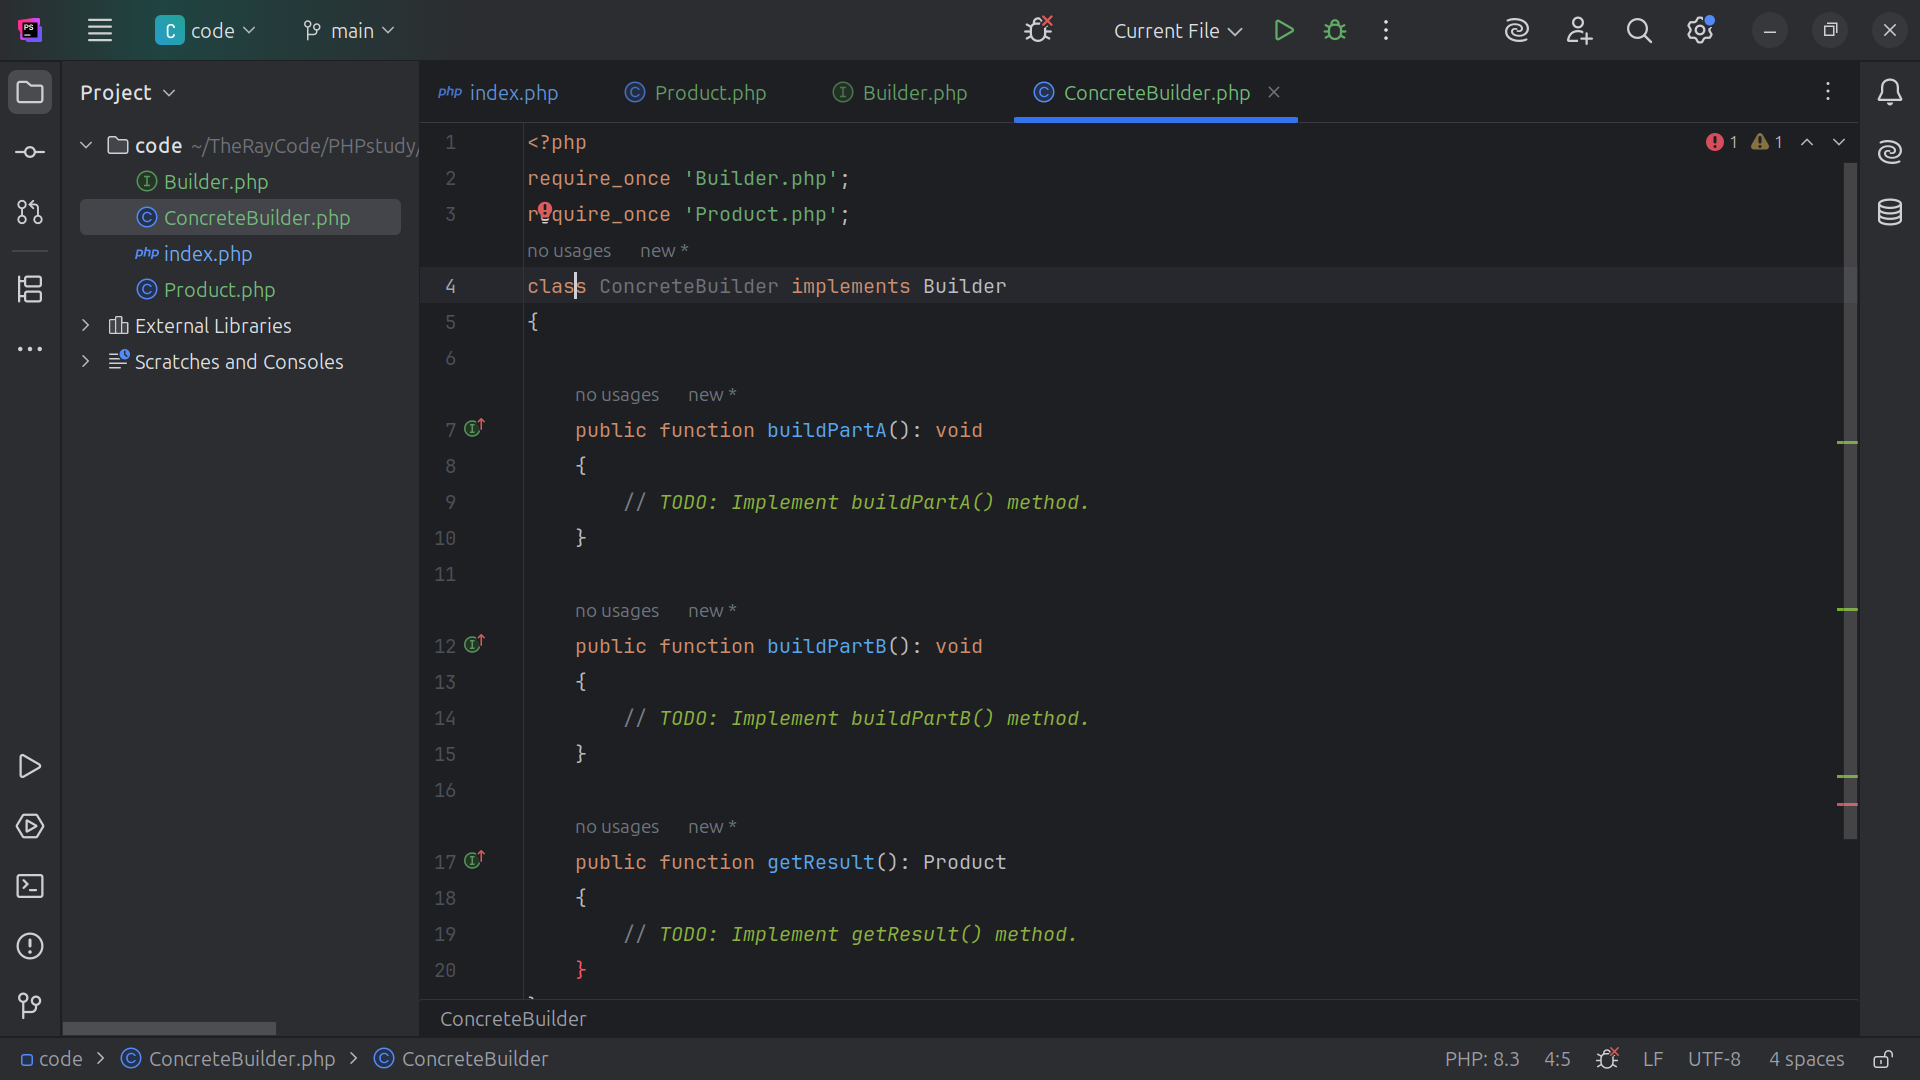 PS
C code main Current File
Project
index.php
Product.php
Builder.php
ConcreteBuilder.php
code ~/TheRayCode/PHPstudy/
Builder.php
ConcreteBuilder.php
php index.php
Product.php
External Libraries
Scratches and Consoles
1 <?php
2 require_once 'Builder.php';
3 require_once 'Product.php';
no usages new *
4 class ConcreteBuilder implements Builder
5 {
6
no usages new *
7 public function buildPartA(): void
8 {
9 // TODO: Implement buildPartA() method.
10 }
11
no usages new *
12 public function buildPartB(): void
13 {
14 // TODO: Implement buildPartB() method.
15 }
16
no usages new *
17 public function getResult(): Product
18 {
19 // TODO: Implement getResult() method.
20 }
1 1
ConcreteBuilder
code > ConcreteBuilder.php > ConcreteBuilder
PHP: 8.3 4:5 LF UTF-8 4 spaces